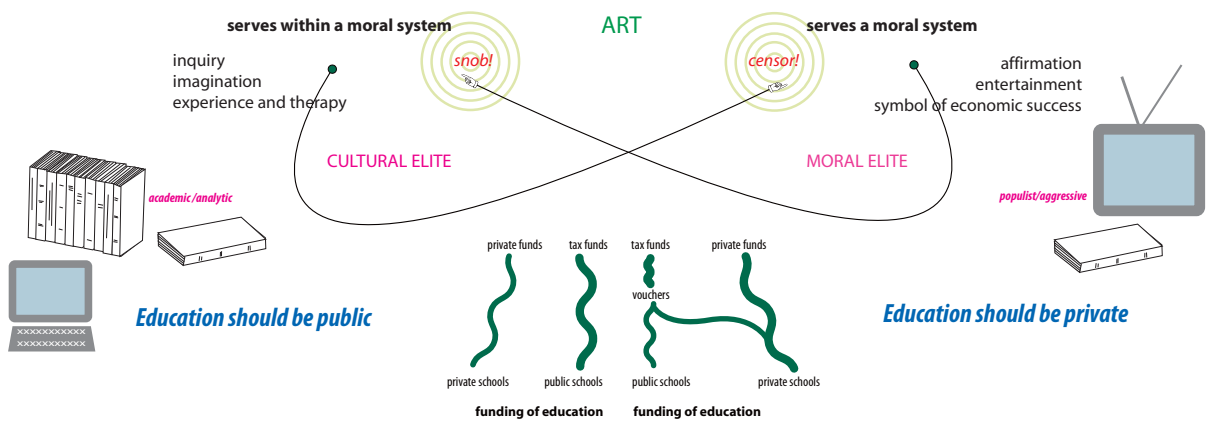 ART
serves within a moral system
serves a moral system
inquiry
imagination
experience and therapy
snob!
censor!
affirmation
entertainment
symbol of economic success
CULTURAL ELITE
MORAL ELITE
academic/analytic
populist/aggressive
Education should be public
Education should be private
private funds
tax funds
tax funds
private funds
vouchers
private schools
public schools
public schools
private schools
funding of education
funding of education
XXXXXXXXXXX
XXXXXXXXXXX